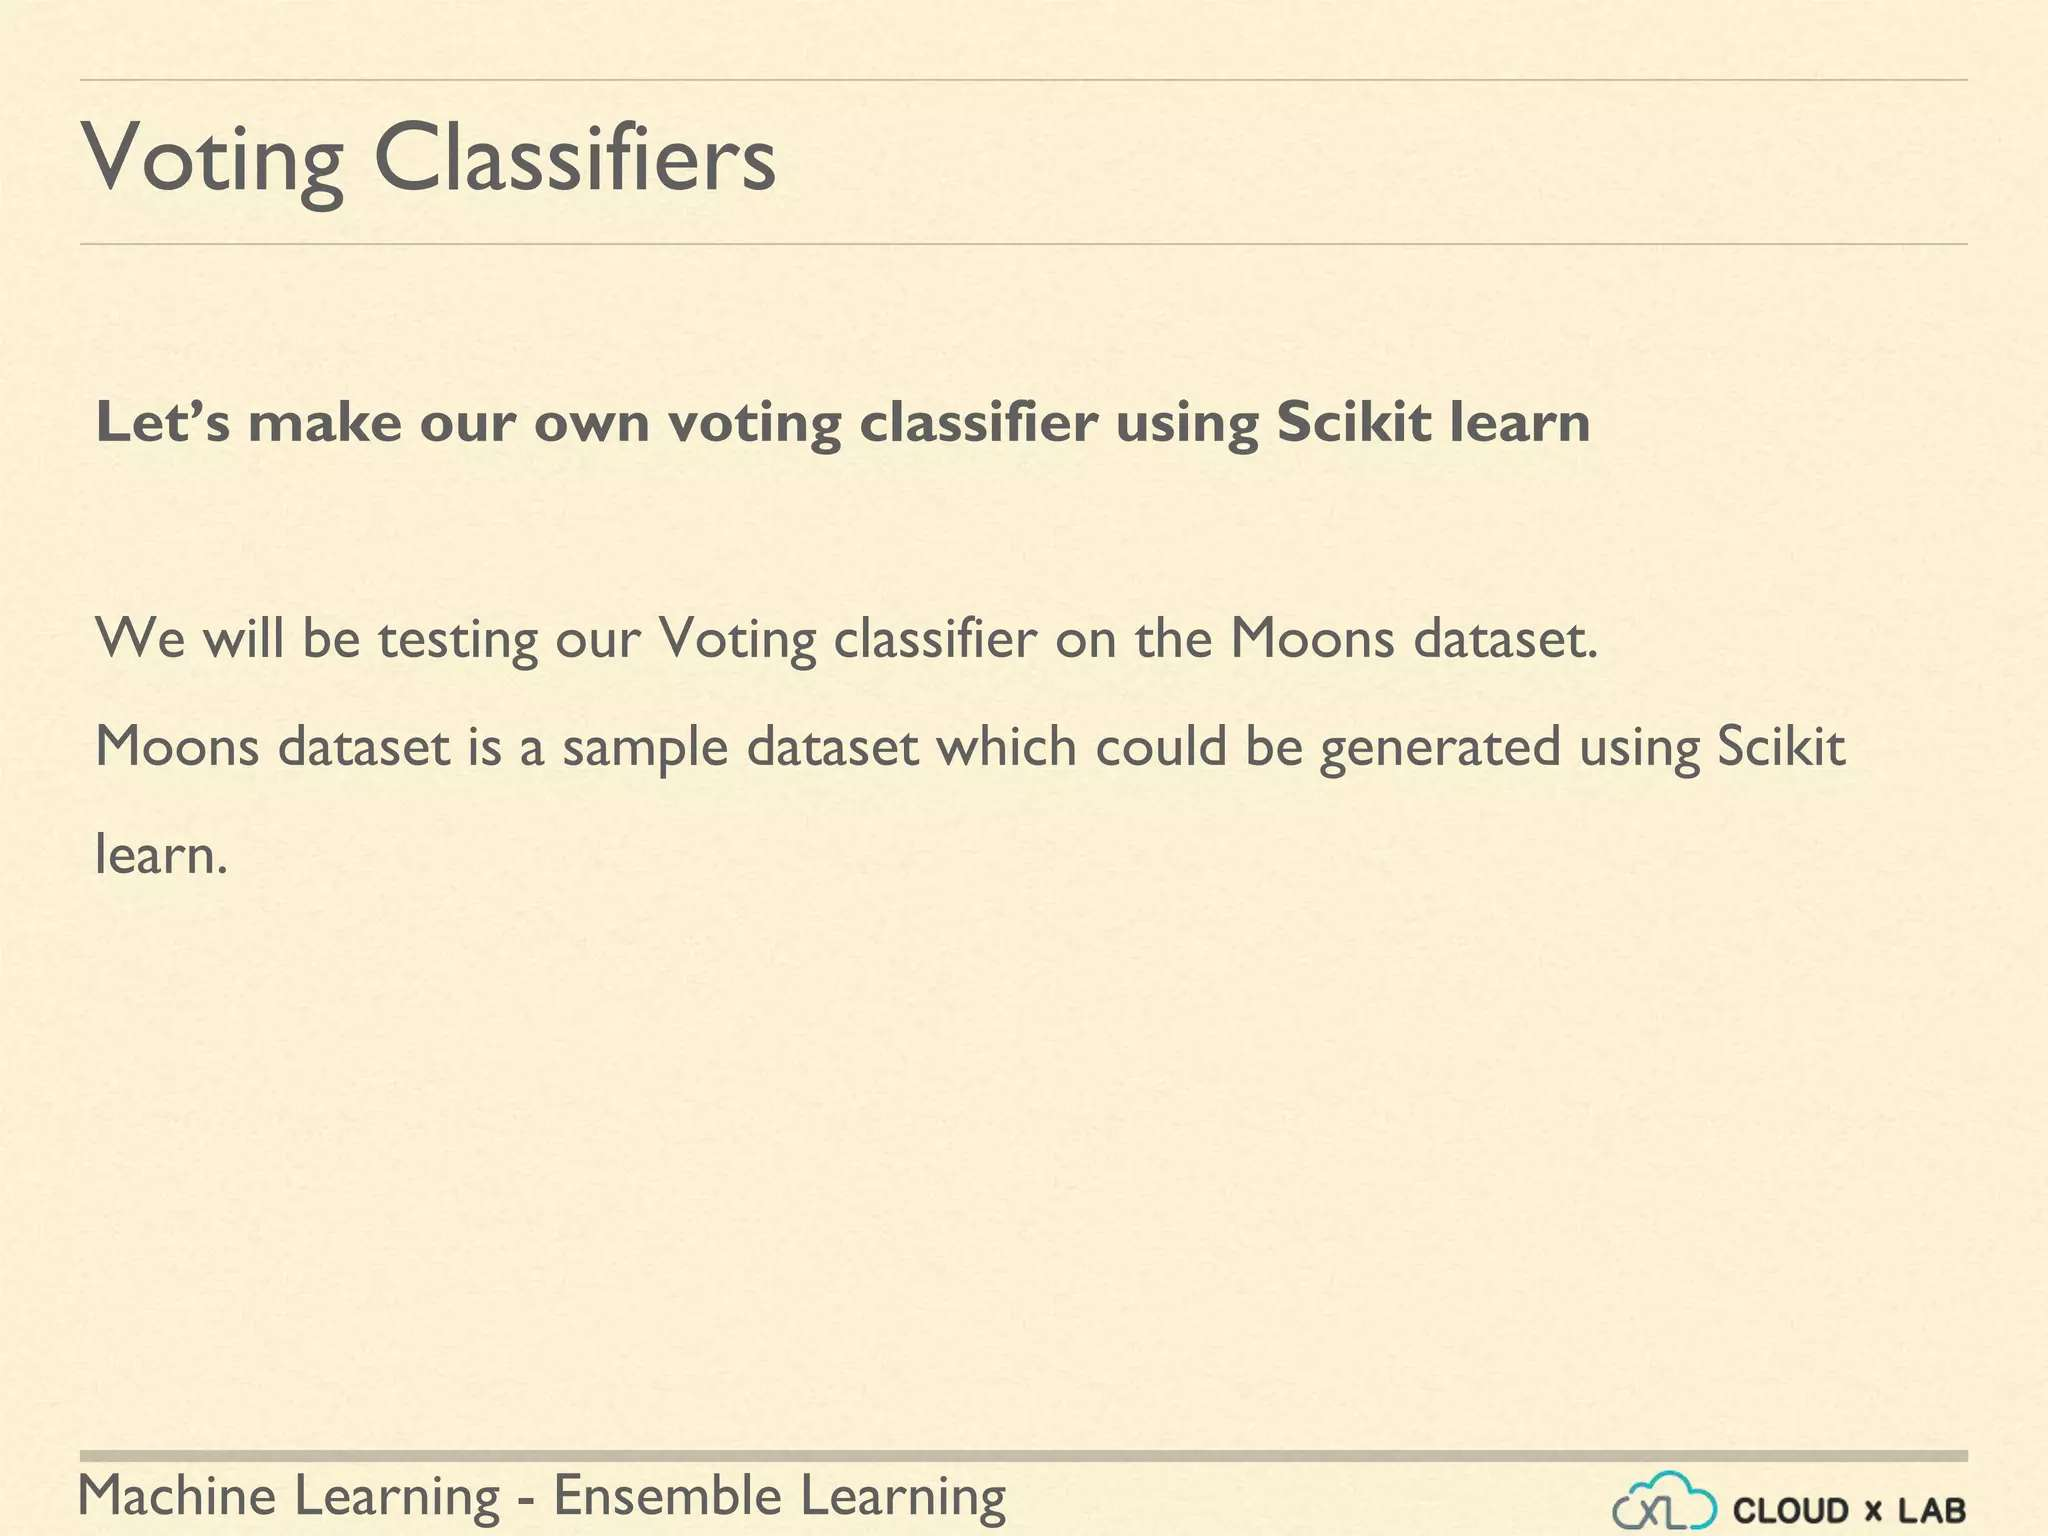 Voting Classifiers
Let’s make our own voting classifier using Scikit learn
We will be testing our Voting classifier on the Moons dataset.
Moons dataset is a sample dataset which could be generated using Scikit
learn.
Machine Learning - Ensemble Learning
CXL CLOUD x LAB